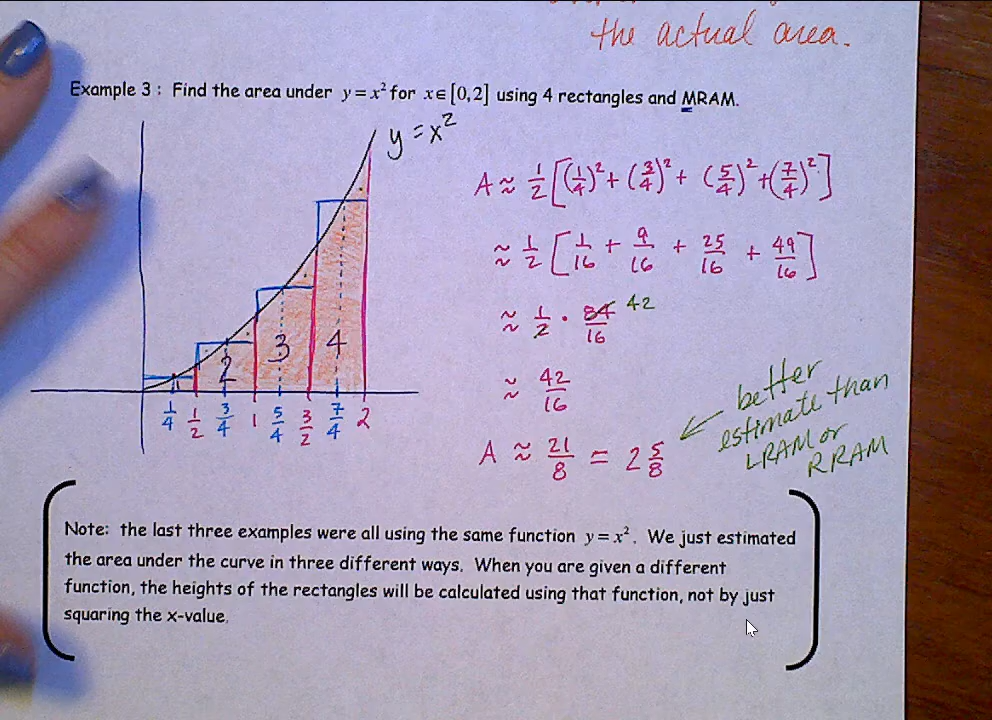 the actual area.
Example 3 : Find the area under y = x² for x ∈ [0,2] using 4 rectangles and MRAM.
y = x²
A ≈ 1/2 [(1/4)² + (3/4)² + (5/4)² + (7/4)²]
≈ 1/2 [1/16 + 9/16 + 25/16 + 49/16]
≈ 1/2 · 84/16 42
≈ 42/16
A ≈ 21/8 = 2 5/8
better
estimate than
LRAM or
RRAM
1 2 3 4
1/4 1/2 3/4 1 5/4 3/2 7/4 2
Note: the last three examples were all using the same function y = x². We just estimated
the area under the curve in three different ways. When you are given a different
function, the heights of the rectangles will be calculated using that function, not by just
squaring the x-value.